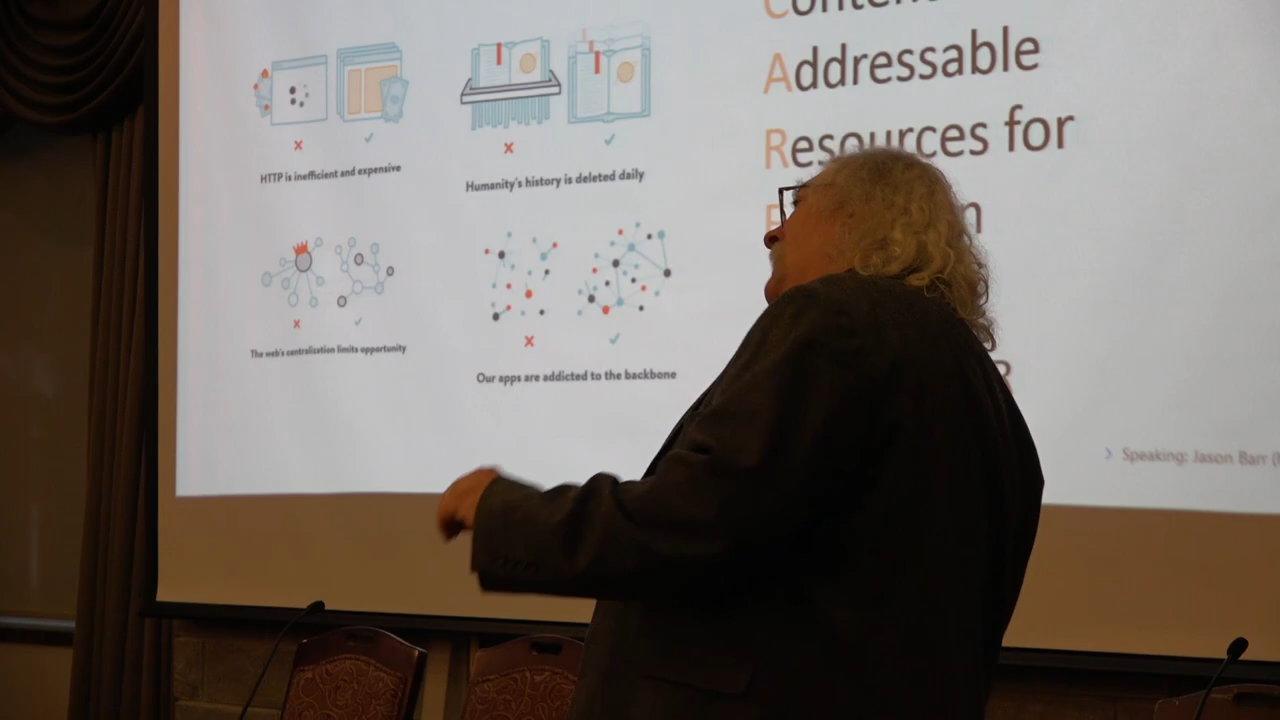 HTTP is inefficient and expensive
Humanity's history is deleted daily
The web's centralization limits opportunity
Our apps are addicted to the backbone
Content
Addressable
Resources for
Speaking: Jason Barr